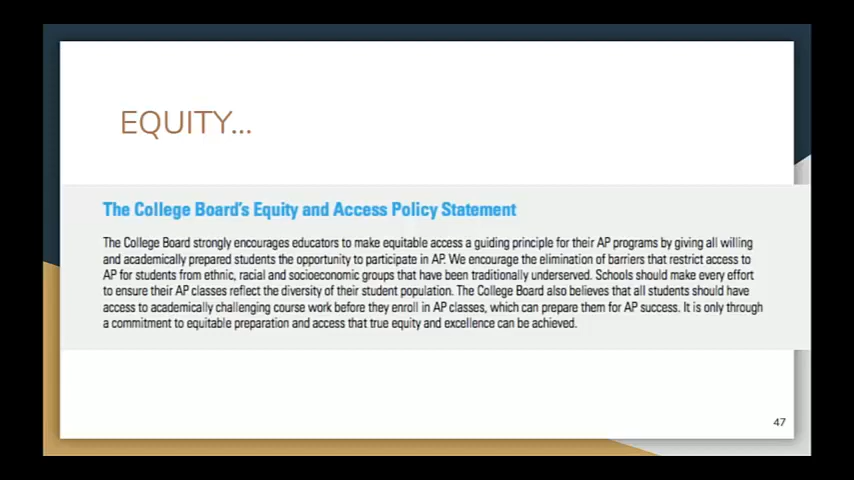 EQUITY...
The College Board's Equity and Access Policy Statement
The College Board strongly encourages educators to make equitable access a guiding principle for their AP programs by giving all willing
and academically prepared students the opportunity to participate in AP. We encourage the elimination of barriers that restrict access to
AP for students from ethnic, racial and socioeconomic groups that have been traditionally underserved. Schools should make every effort
to ensure their AP classes reflect the diversity of their student population. The College Board also believes that all students should have
access to academically challenging course work before they enroll in AP classes, which can prepare them for AP success. It is only through
a commitment to equitable preparation and access that true equity and excellence can be achieved.
47